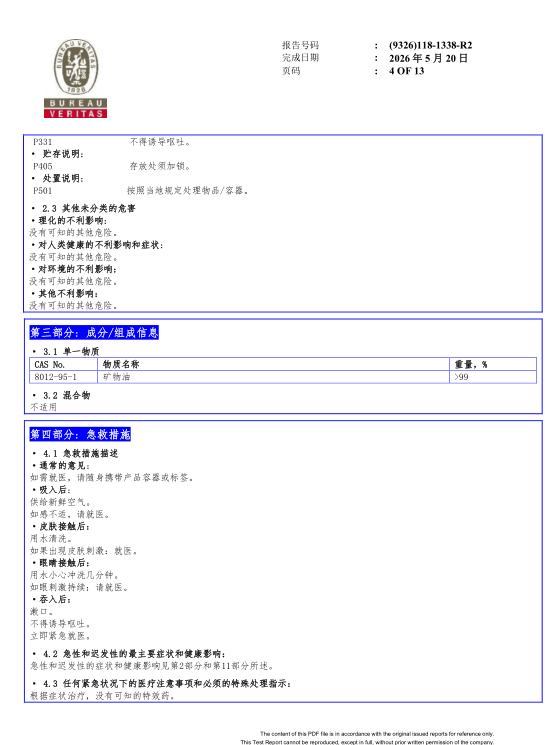 报告号码 : (9326)118-1338-R2
完成日期 : 2026 年 5 月 20 日
页码 : 4 OF 13
BUREAU VERITAS
1828
BUREAU
VERITAS
P331 不得诱导呕吐。
• 贮存说明:
P405 存放处须加锁。
• 处置说明:
P501 按照当地规定处理物品/容器。
• 2.3 其他未分类的危害
•理化的不利影响:
没有可知的其他危险。
•对人类健康的不利影响和症状:
没有可知的其他危险。
•对环境的不利影响:
没有可知的其他危险。
•其他不利影响:
没有可知的其他危险。
第三部分: 成分/组成信息
• 3.1 单一物质
CAS No. 物质名称 重量, %
8012-95-1 矿物油 >99
• 3.2 混合物
不适用
第四部分: 急救措施
• 4.1 急救措施描述
•通常的意见:
如需就医, 请随身携带产品容器或标签。
•吸入后:
供给新鲜空气。
如感不适, 请就医。
•皮肤接触后:
用水清洗。
如果出现皮肤刺激: 就医。
•眼睛接触后:
用水小心冲洗几分钟。
如眼刺激持续: 请就医。
•吞入后:
漱口。
不得诱导呕吐。
立即紧急就医。
• 4.2 急性和迟发性的最主要症状和健康影响:
急性和迟发性的症状和健康影响见第2部分和第11部分所述。
• 4.3 任何紧急状况下的医疗注意事项和必须的特殊处理指示:
根据症状治疗, 没有可知的特效药。
The content of this PDF file is in accordance with the original issued reports for reference only.
This Test Report cannot be reproduced, except in full, without prior written permission of the company.